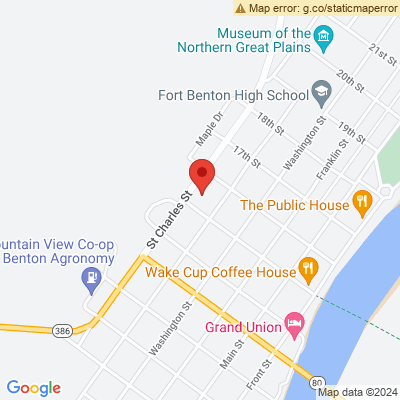 Map error: g.co/staticmaperror
Museum of the
Northern Great Plains
21st St
20th St
Fort Benton High School
19th St
18th St
Maple Dr
17th St
Washington St
Franklin St
St Charles St
The Public House
ountain View Co-op
Benton Agronomy
Wake Cup Coffee House
Grand Union
386
Washington St
Main St
Front St
80
Google
Map data ©2024